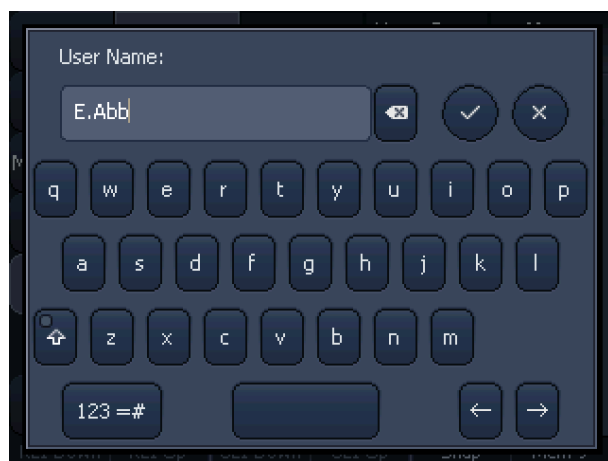 User Name:
E.Abb
q w e r t y u i o p
a s d f g h j k l
z x c v b n m
123 =#